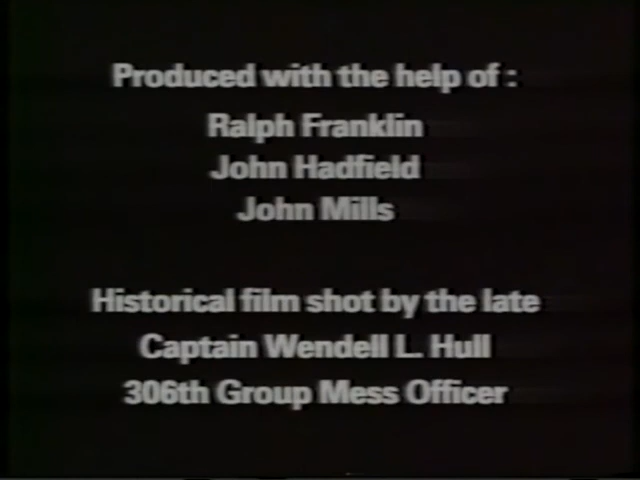 Produced with the help of :
Ralph Franklin
John Hadfield
John Mills
Historical film shot by the late
Captain Wendell L. Hull
306th Group Mess Officer